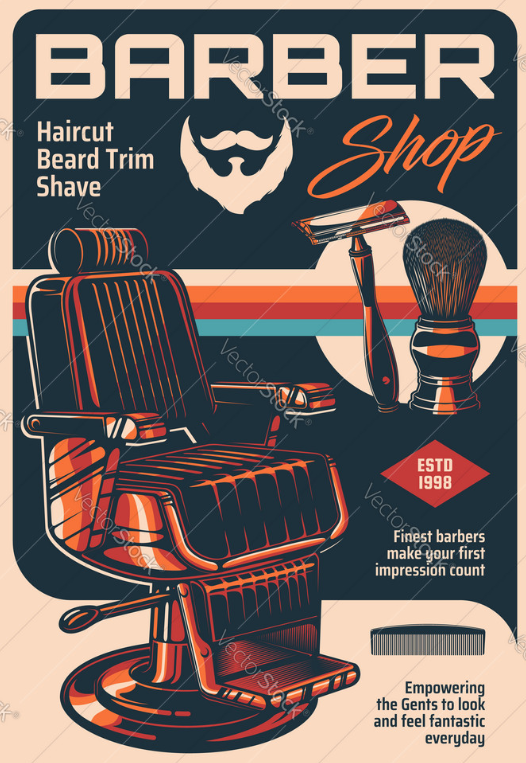 BARBER
Shop
Haircut
Beard Trim
Shave
ESTD
1998
Finest barbers
make your first
impression count
Empowering
the Gents to look
and feel fantastic
everyday
VectorStock®